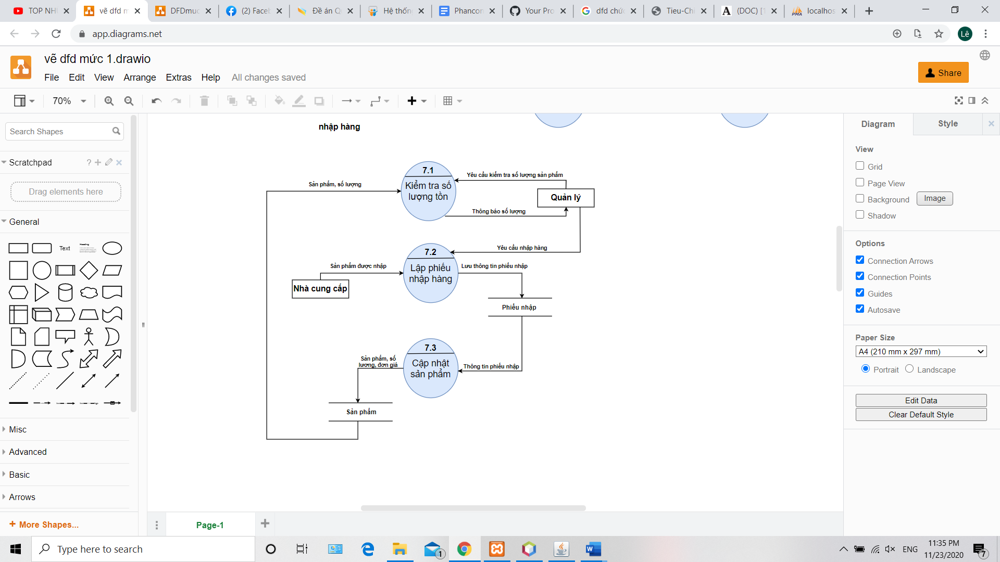 TOP NH
vẽ dfd m
DFDmuc
(2) Facel
Đề án Q
Hệ thốn
Phancon
Your Pro
dfd chức
Tieu-Chi
(DOC) [
localhos
app.diagrams.net
Lê
vẽ dfd mức 1.drawio
File Edit View Arrange Extras Help All changes saved
Share
70%
Search Shapes
Scratchpad
Drag elements here
General
Text
Heading
Misc
Advanced
Basic
Arrows
+ More Shapes...
nhập hàng
7.1
Kiểm tra số
lượng tồn
Sản phẩm, số lượng
Yêu cầu kiểm tra số lượng sản phẩm
Quản lý
Thông báo số lượng
Yêu cầu nhập hàng
7.2
Lập phiếu
nhập hàng
Sản phẩm được nhập
Nhà cung cấp
Lưu thông tin phiếu nhập
Phiếu nhập
7.3
Cập nhật
sản phẩm
Sản phẩm, số
lương, đơn giá
Thông tin phiếu nhập
Sản phẩm
Page-1
Diagram Style
View
Grid
Page View
Background Image
Shadow
Options
Connection Arrows
Connection Points
Guides
Autosave
Paper Size
A4 (210 mm x 297 mm)
Portrait Landscape
Edit Data
Clear Default Style
Type here to search
1
ENG
11:35 PM
11/23/2020
7